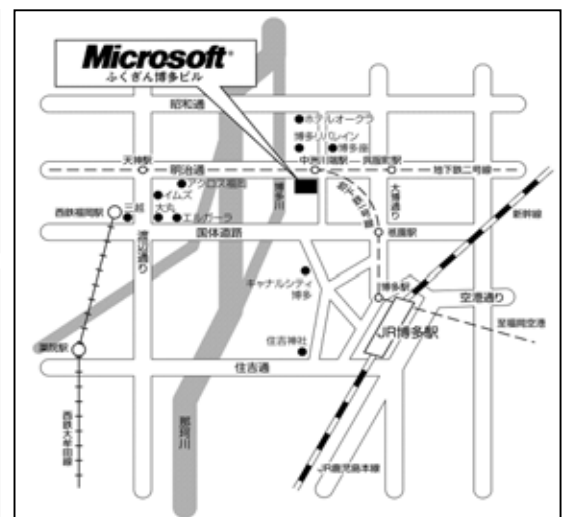 Microsoft®
ふくぎん博多ビル
昭和通
ホテルオークラ
博多リバレイン
博多座
天神駅
明治通
中洲川端駅
呉服町駅
地下鉄二号線
アクロス福岡
イムズ
三越
大丸
エルガーラ
博多川
大博通り
新幹線
西鉄福岡駅
渡辺通り
国体道路
祇園駅
キャナルシティ
博多
博多駅
空港通り
JR博多駅
至福岡空港
薬院駅
住吉神社
住吉通
西鉄大牟田線
那珂川
JR鹿児島本線